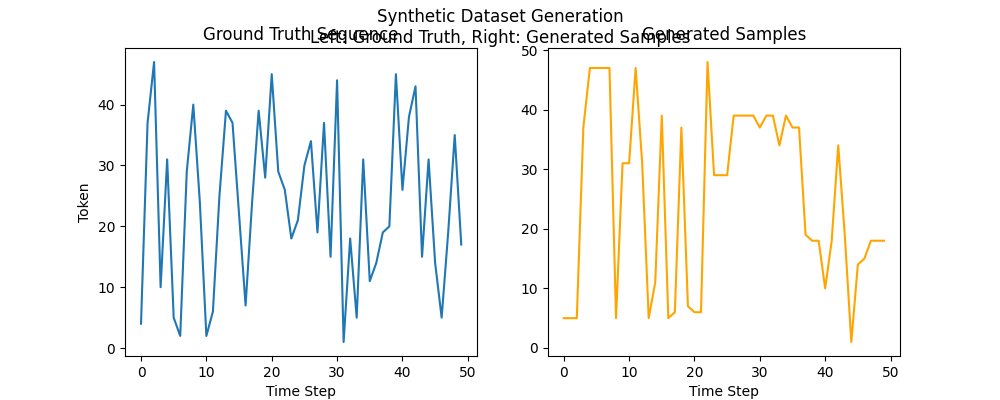 Synthetic Dataset Generation
Left: Ground Truth, Right: Generated Samples
Ground Truth Sequence
Generated Samples
Token
40
30
20
10
0
0 10 20 30 40 50
Time Step
50
40
30
20
10
0
0 10 20 30 40 50
Time Step